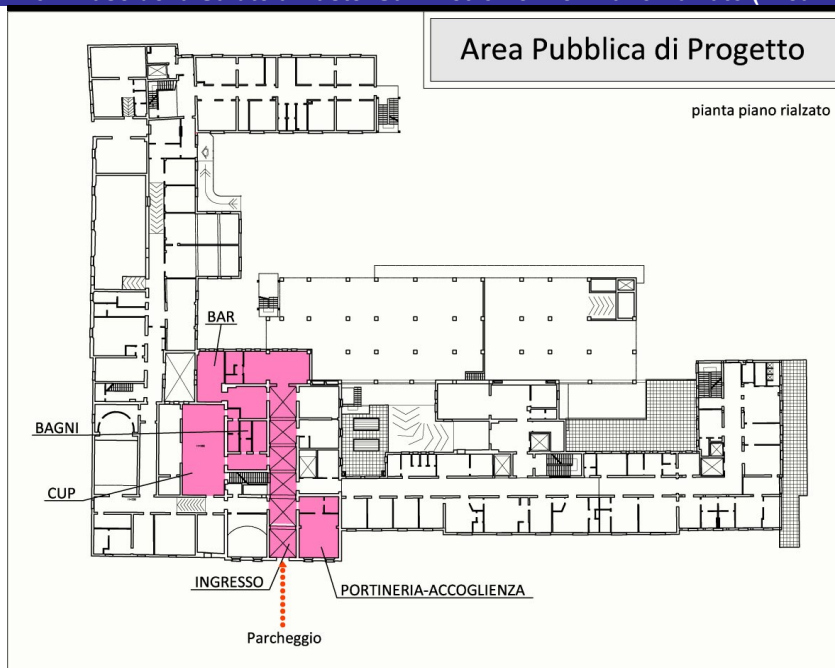 Area Pubblica di Progetto
pianta piano rialzato
BAR
BAGNI
CUP
INGRESSO
PORTINERIA-ACCOGLIENZA
Parcheggio